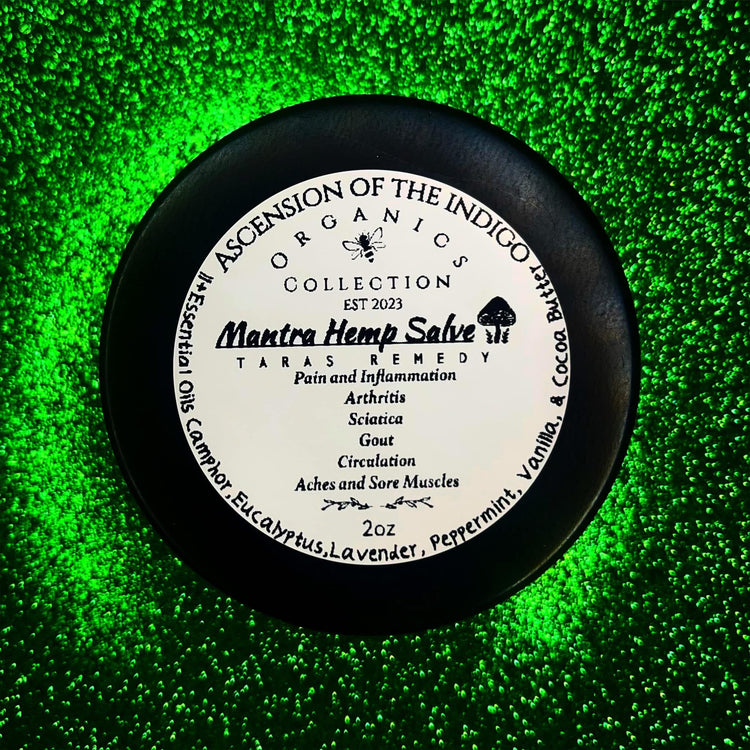 ASCENSION OF THE INDIGO
ORGANICS
COLLECTION
EST 2023
Mantra Hemp Salve
TARAS REMEDY
Pain and Inflammation
Arthritis
Sciatica
Gout
Circulation
Aches and Sore Muscles
2oz
11+Essential Oils Camphor, Eucalyptus, Lavender, Peppermint, Vanilla, & Cocoa Butter